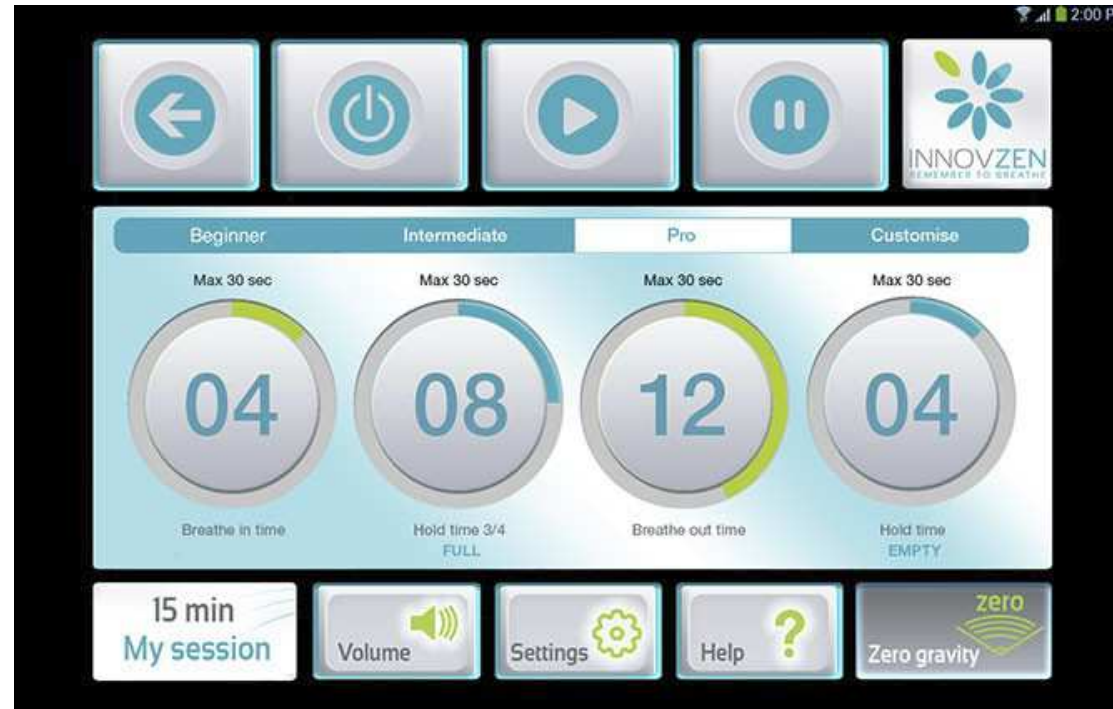 2:00 P
INNOVZEN
REMEMBER TO BREATHE
Beginner Intermediate Pro Customise
Max 30 sec Max 30 sec Max 30 sec Max 30 sec
04 08 12 04
Breathe in time Hold time 3/4 Breathe out time Hold time
FULL EMPTY
15 min
My session
Volume
Settings
Help
?
zero
Zero gravity